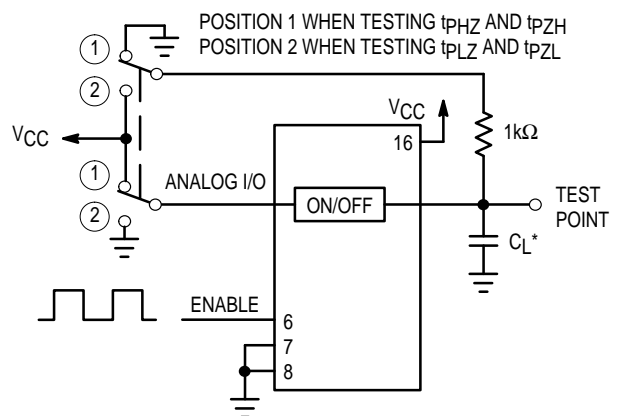 POSITION 1 WHEN TESTING tPHZ AND tPZH
POSITION 2 WHEN TESTING tPLZ AND tPZL
1
2
VCC
1
2
ANALOG I/O
ON/OFF
VCC
16
1kΩ
TEST
POINT
CL*
ENABLE
6
7
8